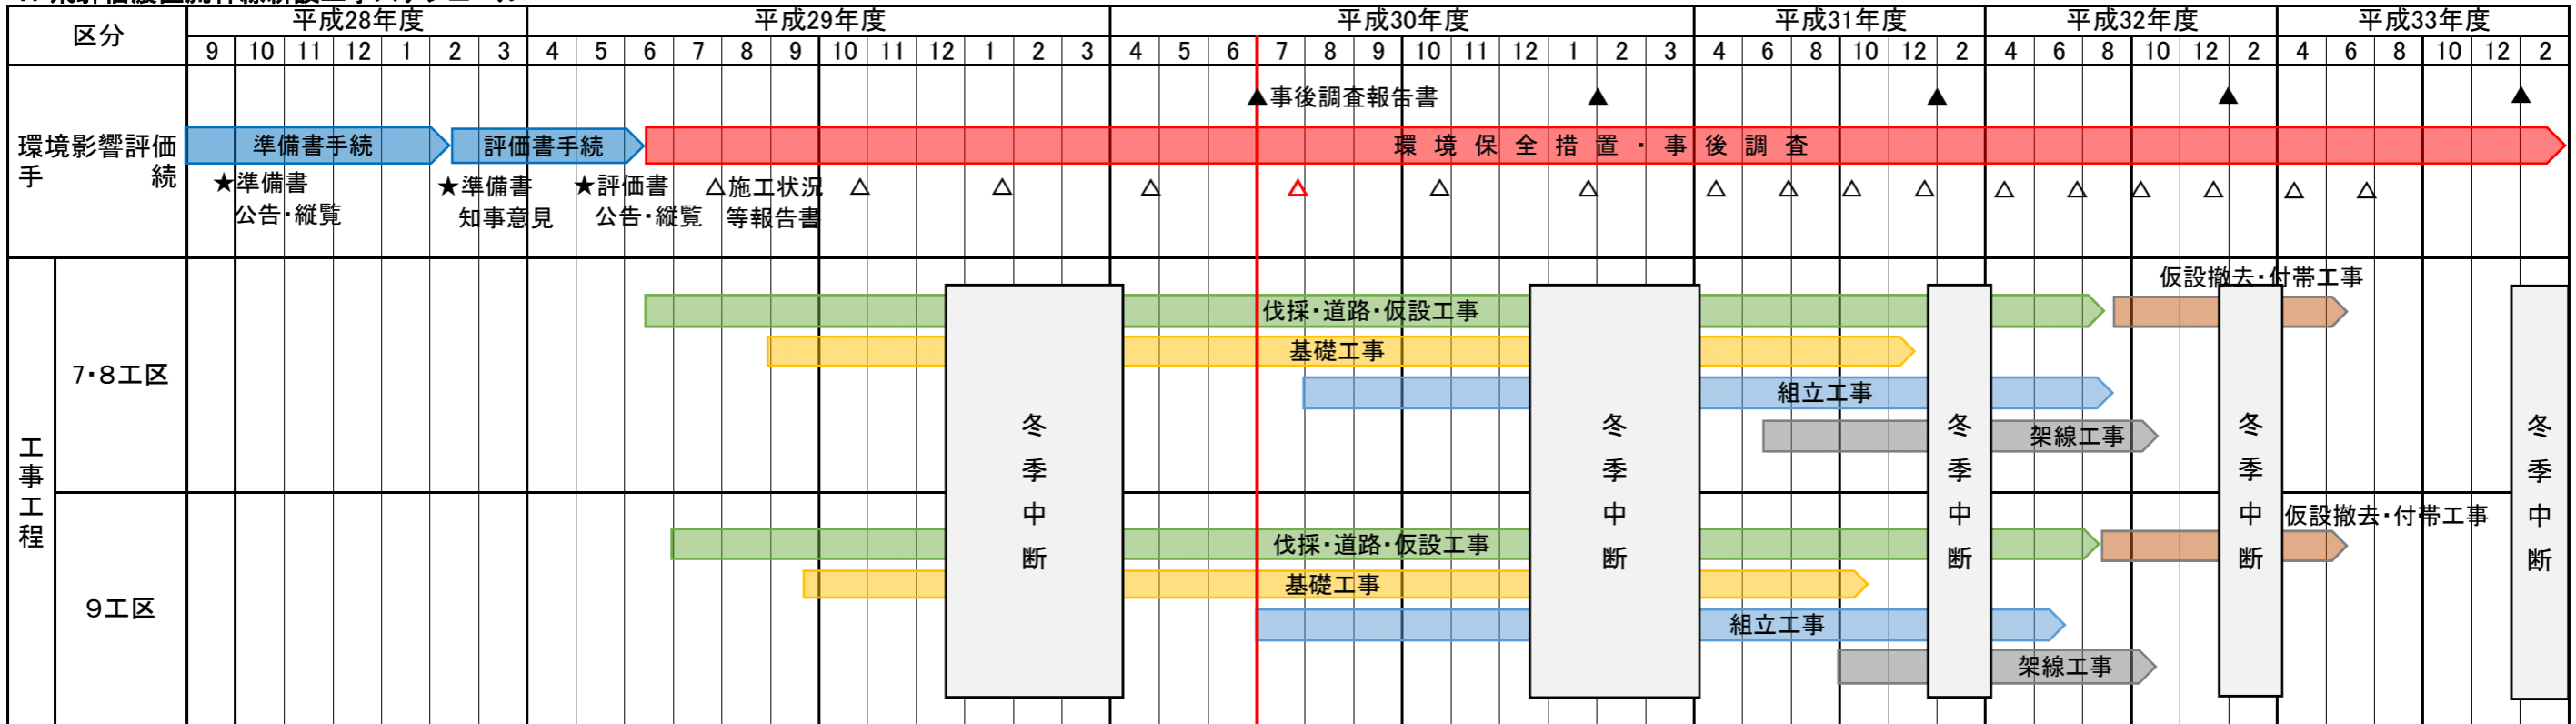 区分
平成28年度 平成29年度 平成30年度 平成31年度 平成32年度 平成33年度
9 10 11 12 1 2 3 4 5 6 7 8 9 10 11 12 1 2 3 4 5 6 7 8 9 10 11 12 1 2 3 4 6 8 10 12 2 4 6 8 10 12 2 4 6 8 10 12 2
▲事後調査報告書 ▲ ▲ ▲ ▲
環境影響評価
手続
準備書手続 評価書手続 環境保全措置・事後調査
★準備書
公告・縦覧
★準備書
知事意見
★評価書
公告・縦覧
△施工状況
等報告書
△ △ △ △ △ △ △ △ △ △ △ △ △ △ △ △
工事工程
7・8工区
伐採・道路・仮設工事
仮設撤去・付帯工事
基礎工事
組立工事
架線工事
9工区
伐採・道路・仮設工事
仮設撤去・付帯工事
基礎工事
組立工事
架線工事
冬季中断
冬季中断
冬季中断
冬季中断
冬季中断